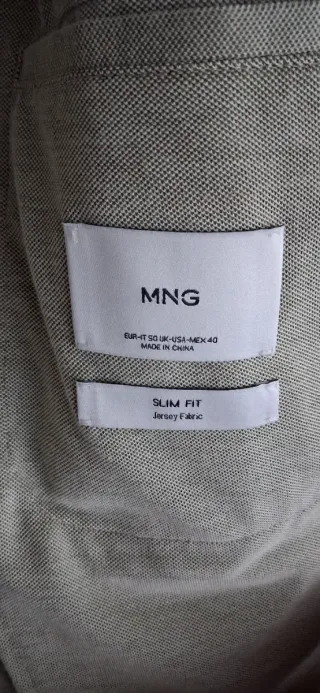 MNG
EUR-IT 50 UK-USA-MEX 40
MADE IN CHINA
SLIM FIT
Jersey Fabric